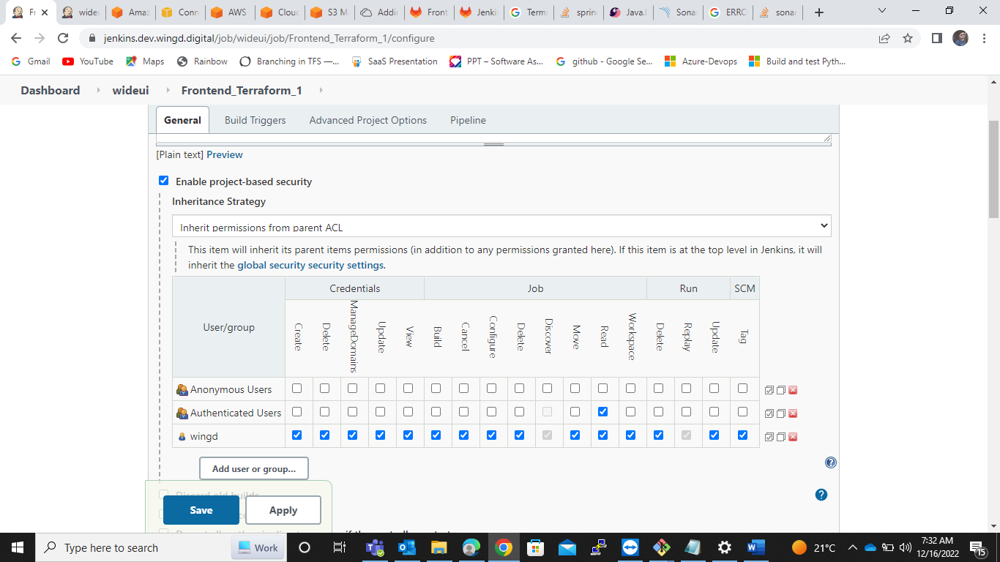 Fr
wide
Amaz
Conn
AWS
Clou
S3 M
Addin
Front
Jenki
Termi
sprin
Java.l
Sona
ERRO
sona
jenkins.dev.wingd.digital/job/wideui/job/Frontend_Terraform_1/configure
Gmail YouTube Maps Rainbow Branching in TFS —... SaaS Presentation PPT – Software As... github - Google Se... Azure-Devops Build and test Pyth...
Dashboard wideui Frontend_Terraform_1
General Build Triggers Advanced Project Options Pipeline
[Plain text] Preview
Enable project-based security
Inheritance Strategy
Inherit permissions from parent ACL
This item will inherit its parent items permissions (in addition to any permissions granted here). If this item is at the top level in Jenkins, it will
inherit the global security security settings.
User/group
Credentials Job Run SCM
Create Delete ManageDomains Update View Build Cancel Configure Delete Discover Move Read Workspace Delete Replay Update Tag
Anonymous Users
Authenticated Users
wingd
Add user or group...
?
Discard old builds
?
Save Apply
Type here to search
Work
21°C
7:32 AM
12/16/2022
15